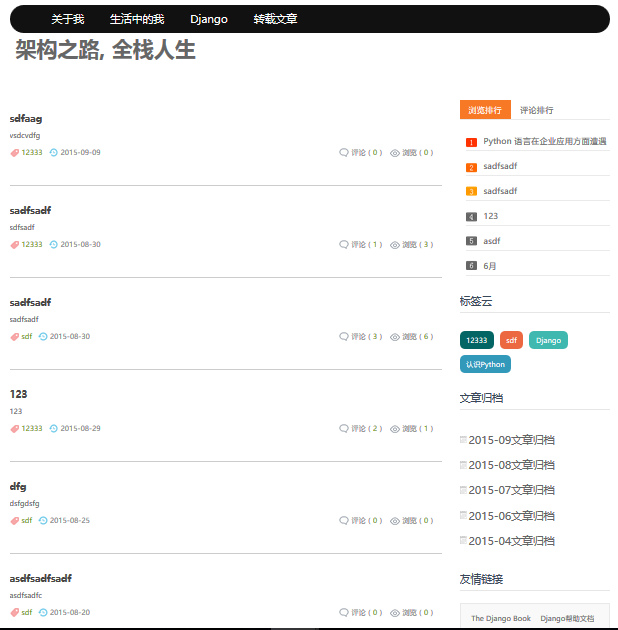 关于我 生活中的我 Django 转载文章
架构之路, 全栈人生
sdfaag
vsdcvdfg
12333 2015-09-09 评论 ( 0 ) 浏览 ( 0 )
sadfsadf
sdfsadf
12333 2015-08-30 评论 ( 1 ) 浏览 ( 3 )
sadfsadf
sadfsadf
sdf 2015-08-30 评论 ( 3 ) 浏览 ( 6 )
123
123
12333 2015-08-29 评论 ( 2 ) 浏览 ( 1 )
dfg
dsfgdsfg
sdf 2015-08-25 评论 ( 0 ) 浏览 ( 0 )
asdfsadfsadf
asdfsadfc
sdf 2015-08-20 评论 ( 0 ) 浏览 ( 0 )
浏览排行 评论排行
1 Python 语言在企业应用方面遭遇
2 sadfsadf
3 sadfsadf
4 123
5 asdf
6 6月
标签云
12333 sdf Django
认识Python
文章归档
2015-09文章归档
2015-08文章归档
2015-07文章归档
2015-06文章归档
2015-04文章归档
友情链接
The Django Book Django帮助文档